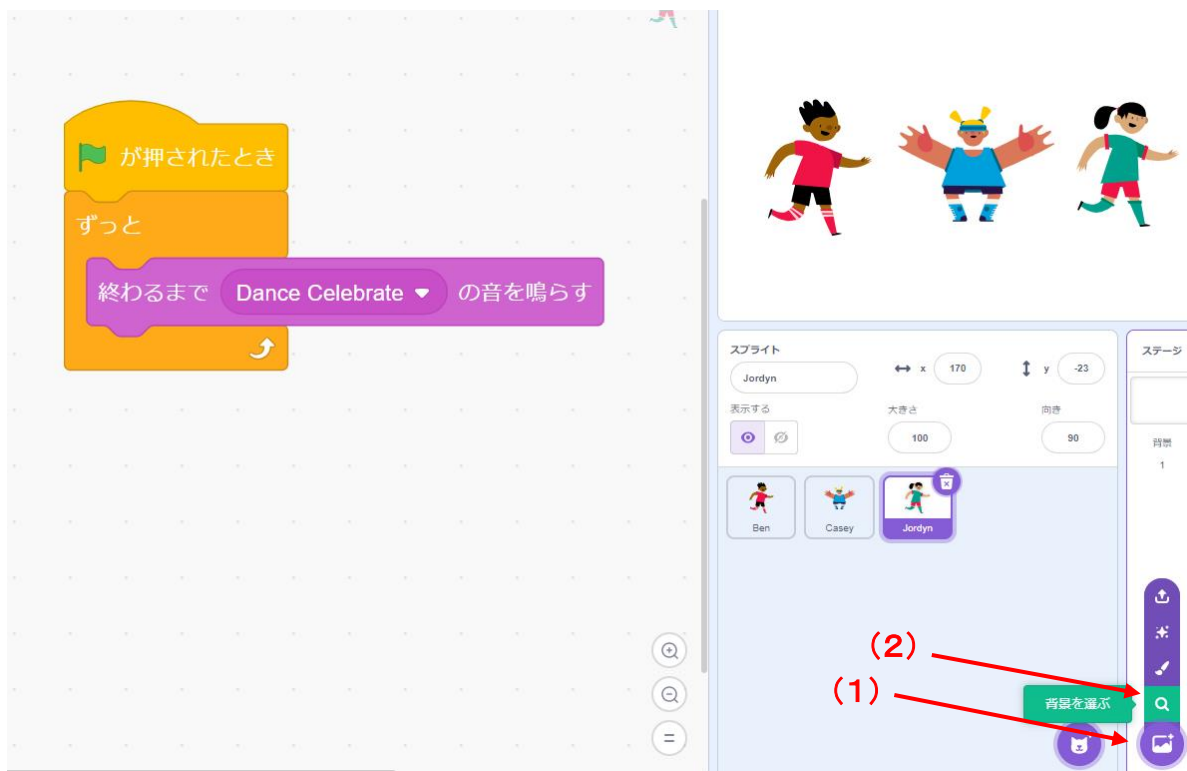 が押されたとき
ずっと
終わるまで Dance Celebrate の音を鳴らす
スプライト
Jordyn
x 170
y -23
表示する
大きさ
100
向き
90
Ben
Casey
Jordyn
ステージ
背景
1
(2)
(1)
背景を選ぶ